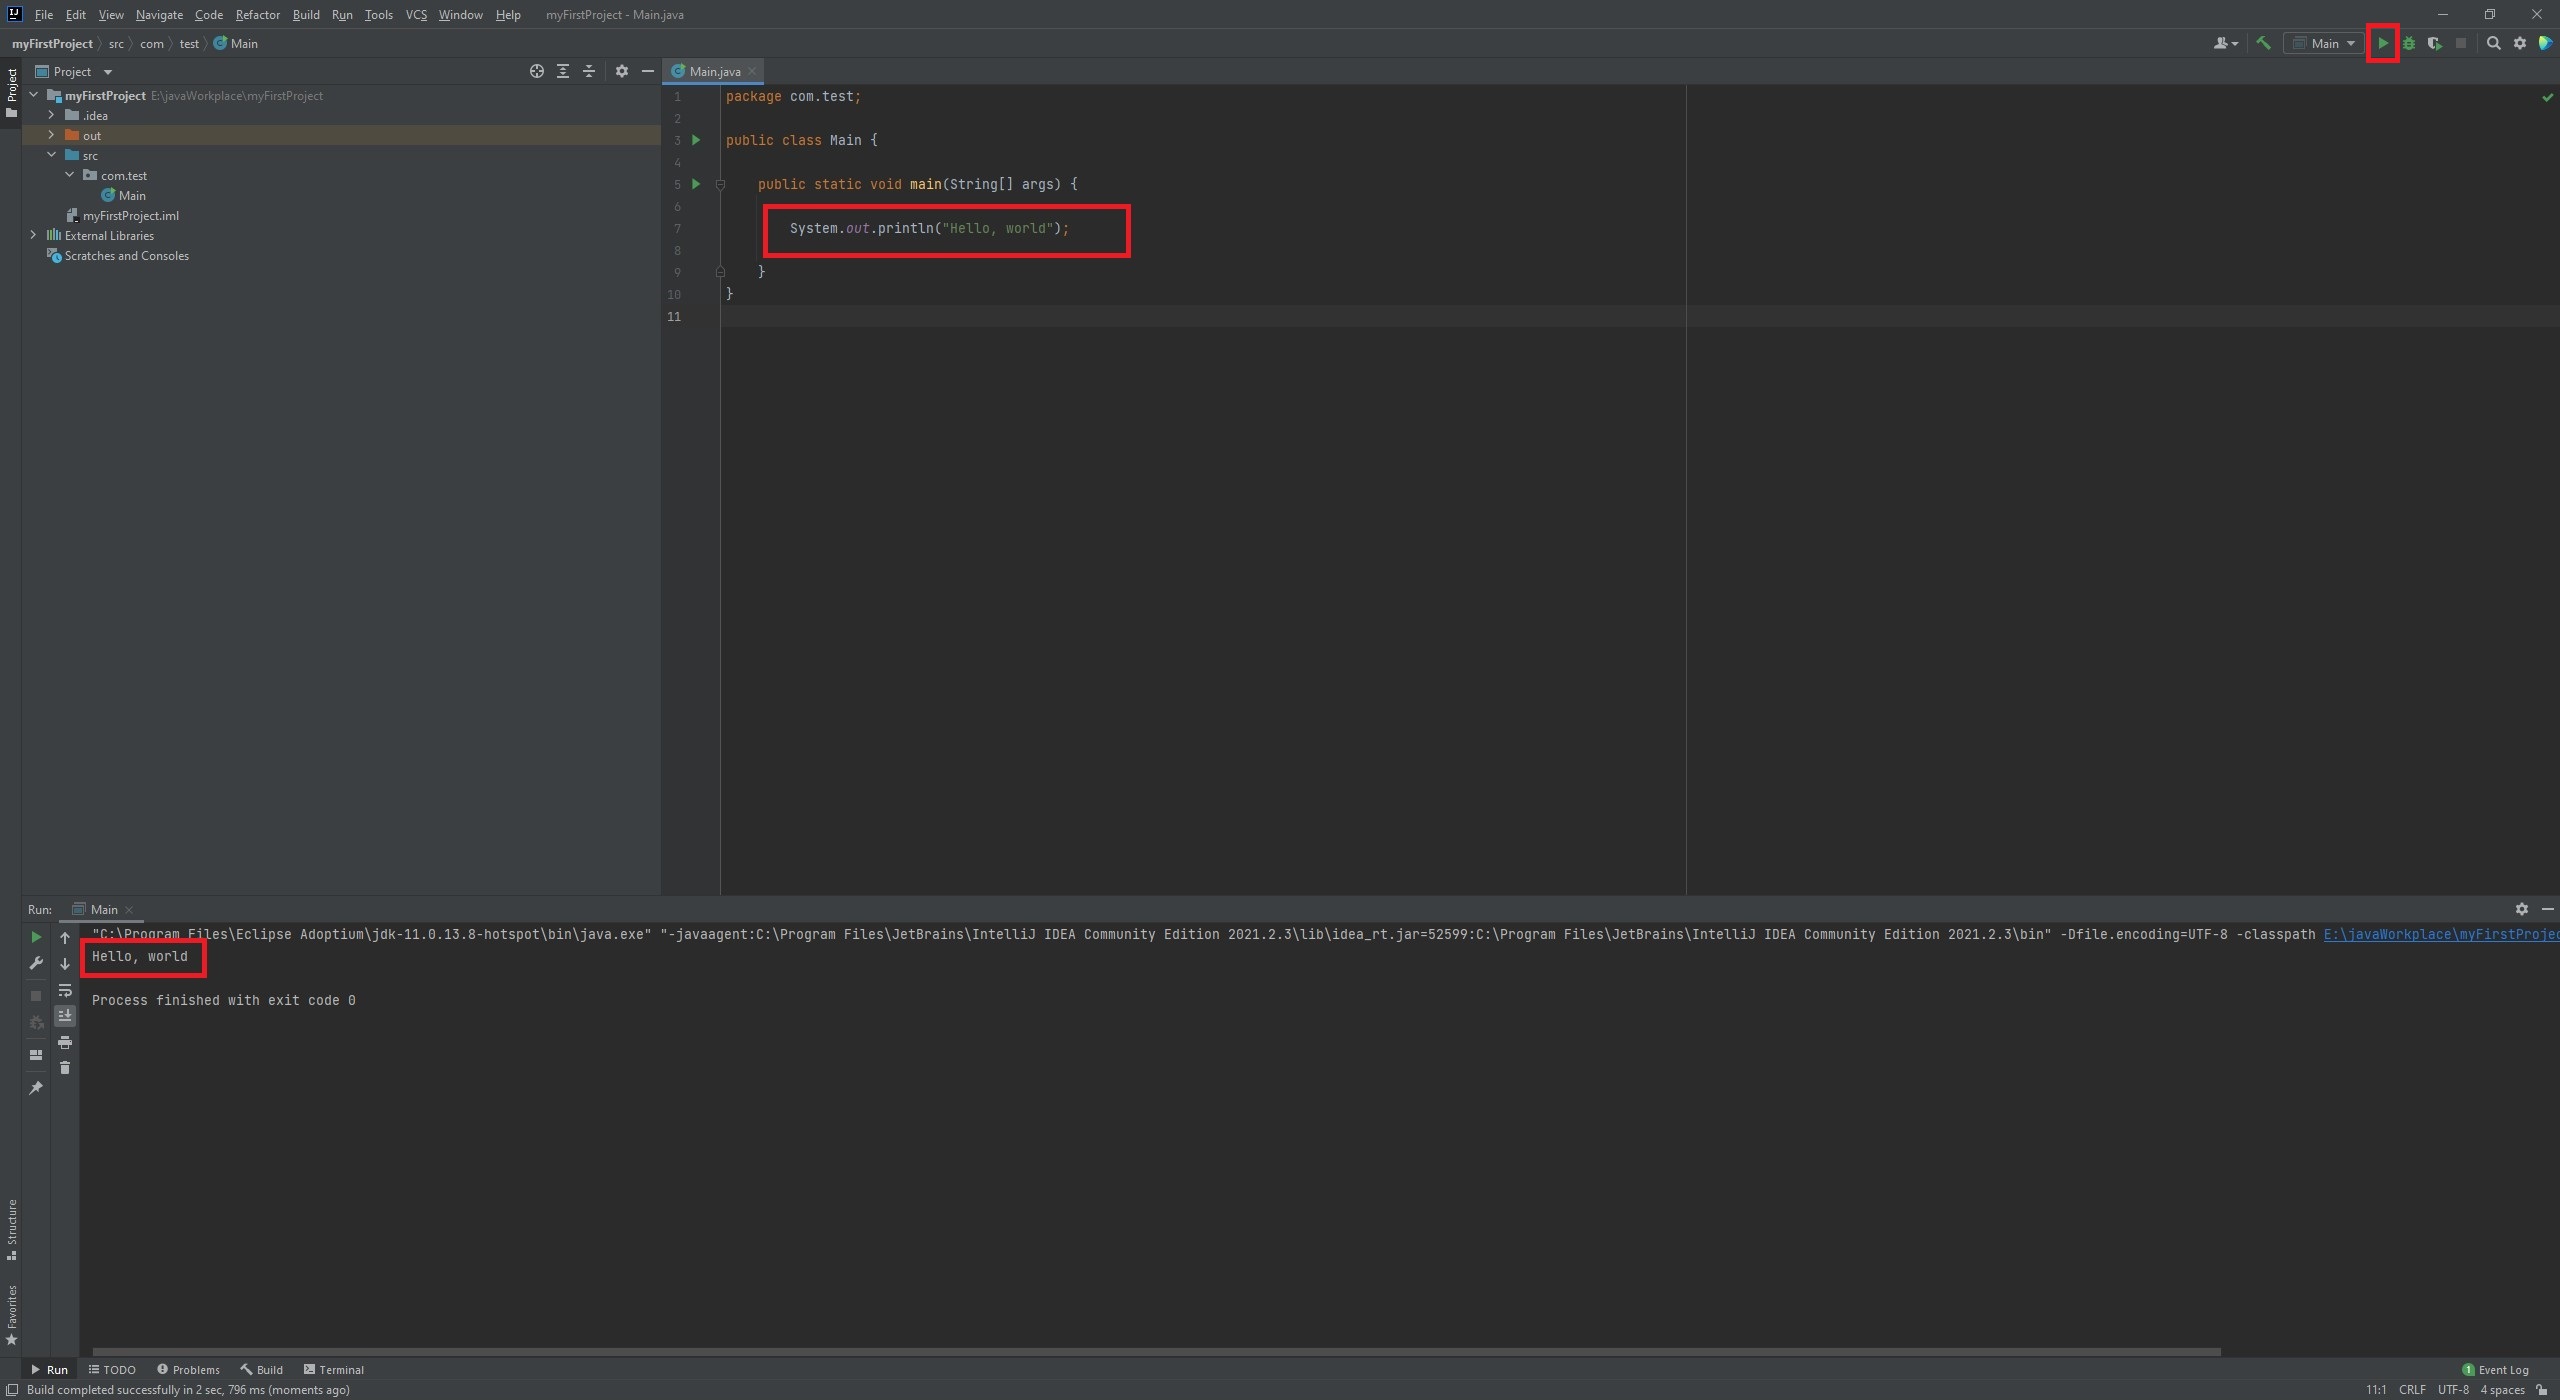 File Edit View Navigate Code Refactor Build Run Tools VCS Window Help myFirstProject - Main.java
myFirstProject src com test Main
Main
Project
Project
Main.java
myFirstProject E:\javaWorkplace\myFirstProject
.idea
out
src
com.test
Main
myFirstProject.iml
External Libraries
Scratches and Consoles
1 package com.test;
2
3 public class Main {
4
5 public static void main(String[] args) {
6
7 System.out.println("Hello, world");
8
9 }
10 }
11
Run: Main
"C:\Program Files\Eclipse Adoptium\jdk-11.0.13.8-hotspot\bin\java.exe" "-javaagent:C:\Program Files\JetBrains\IntelliJ IDEA Community Edition 2021.2.3\lib\idea_rt.jar=52599:C:\Program Files\JetBrains\IntelliJ IDEA Community Edition 2021.2.3\bin" -Dfile.encoding=UTF-8 -classpath E:\javaWorkplace\myFirstProjec
Hello, world
Process finished with exit code 0
Structure
Favorites
Run TODO Problems Build Terminal
1 Event Log
Build completed successfully in 2 sec, 796 ms (moments ago)
11:1 CRLF UTF-8 4 spaces